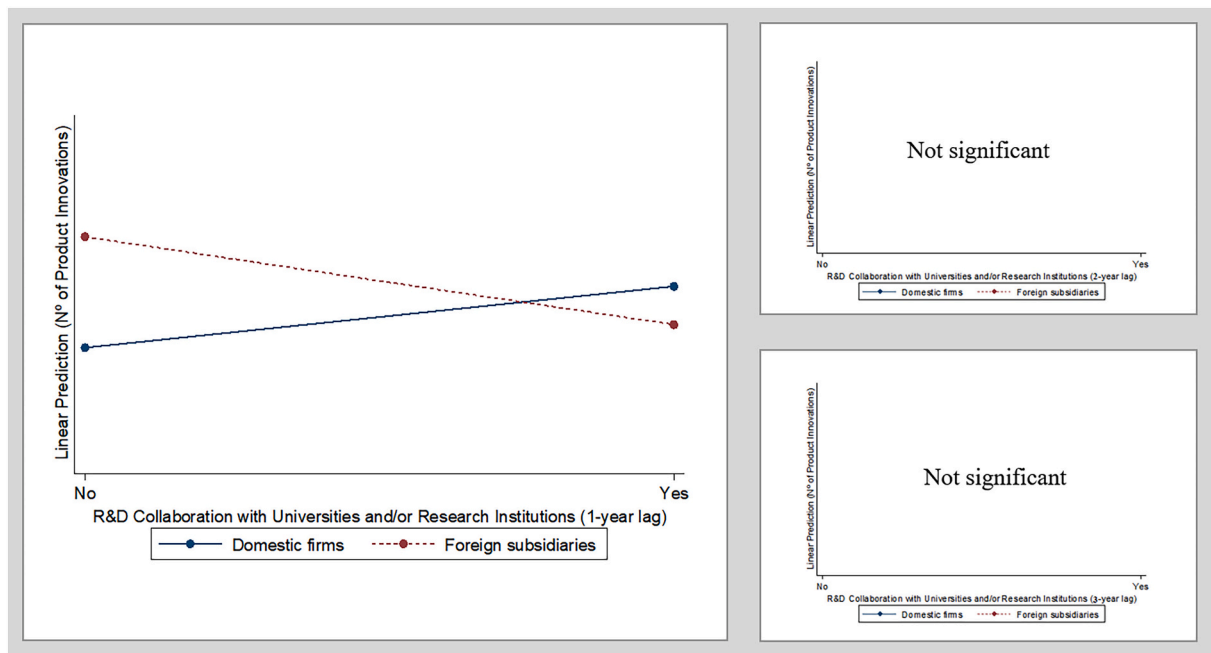 Linear Prediction (Nº of Product Innovations)
No Yes
R&D Collaboration with Universities and/or Research Institutions (1-year lag)
Domestic firms Foreign subsidiaries
Not significant
Linear Prediction (Nº of Product Innovations)
No Yes
R&D Collaboration with Universities and/or Research Institutions (2-year lag)
Domestic firms Foreign subsidiaries
Not significant
Linear Prediction (Nº of Product Innovations)
No Yes
R&D Collaboration with Universities and/or Research Institutions (3-year lag)
Domestic firms Foreign subsidiaries